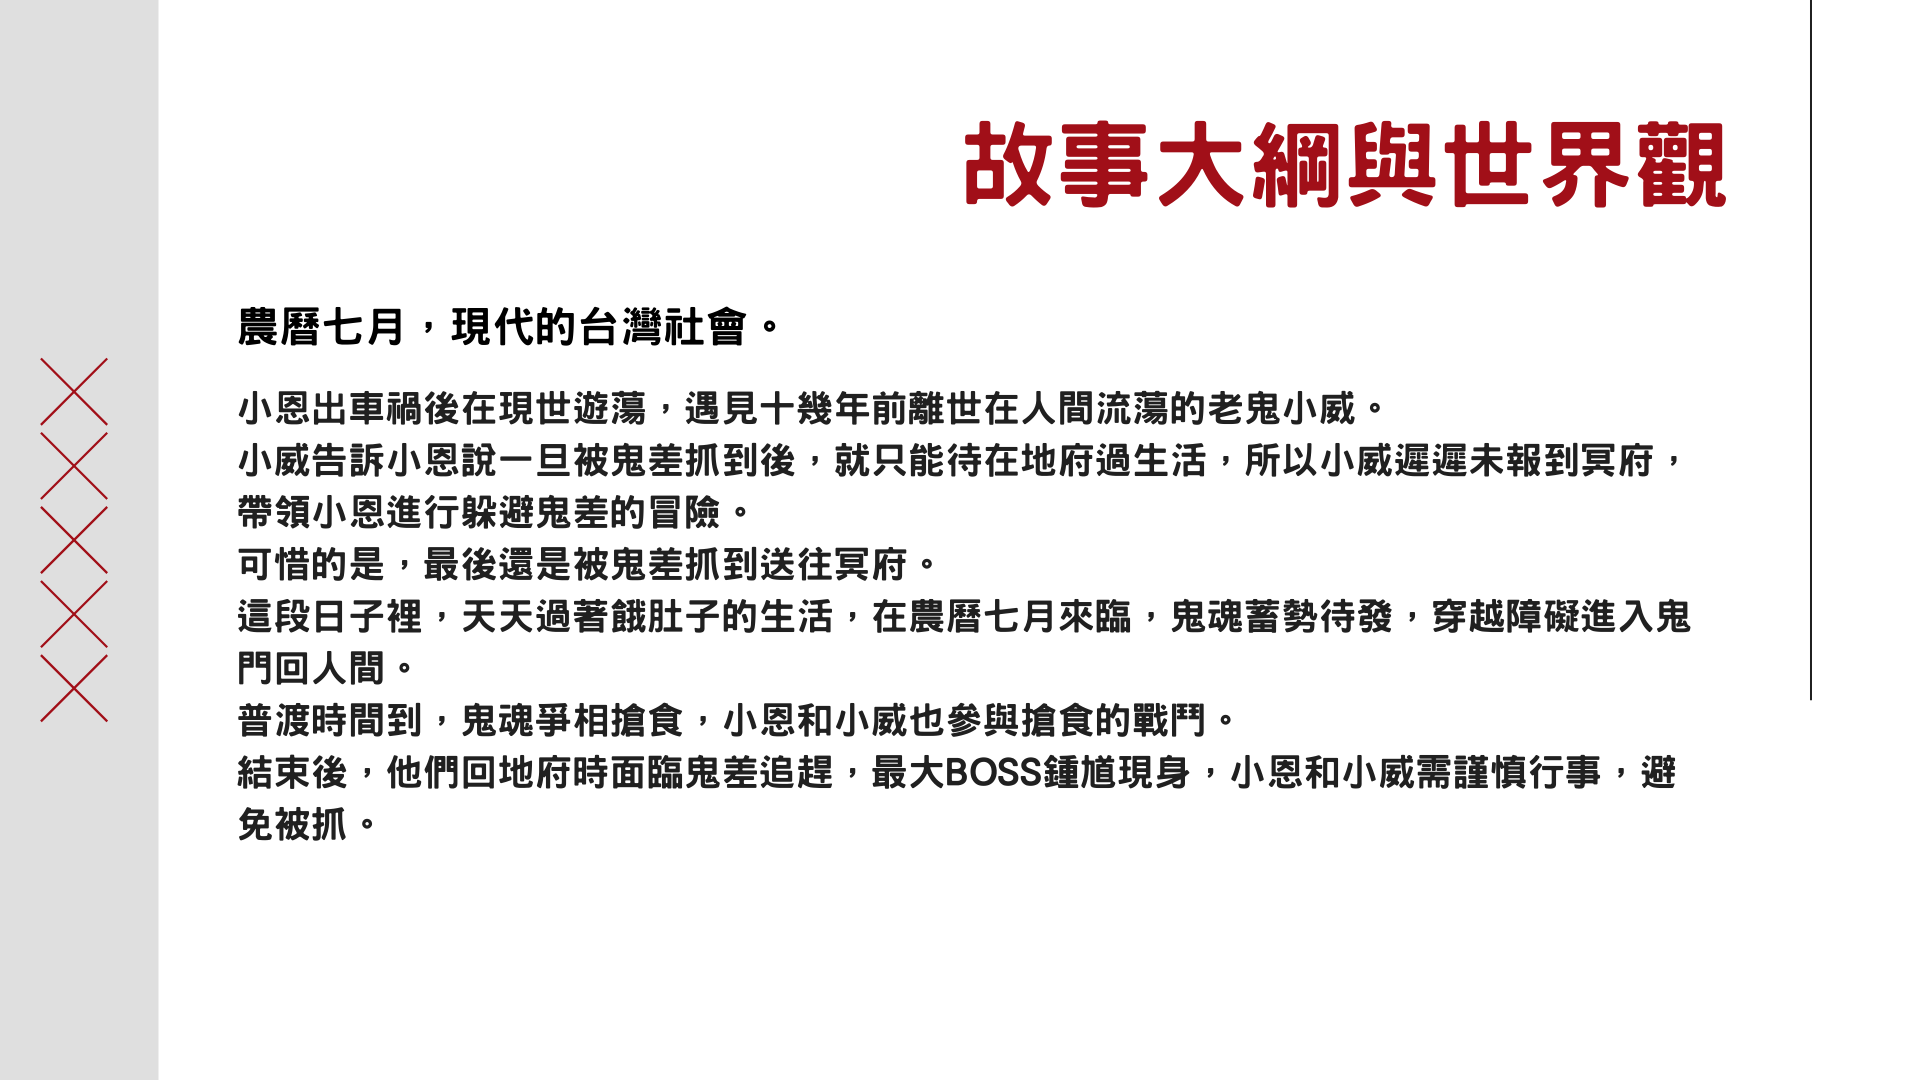 故事大綱與世界觀
農曆七月，現代的台灣社會。
小恩出車禍後在現世遊蕩，遇見十幾年前離世在人間流蕩的老鬼小威。
小威告訴小恩說一旦被鬼差抓到後，就只能待在地府過生活，所以小威遲遲未報到冥府，
帶領小恩進行躲避鬼差的冒險。
可惜的是，最後還是被鬼差抓到送往冥府。
這段日子裡，天天過著餓肚子的生活，在農曆七月來臨，鬼魂蓄勢待發，穿越障礙進入鬼
門回人間。
普渡時間到，鬼魂爭相搶食，小恩和小威也參與搶食的戰鬥。
結束後，他們回地府時面臨鬼差追趕，最大BOSS鍾馗現身，小恩和小威需謹慎行事，避
免被抓。